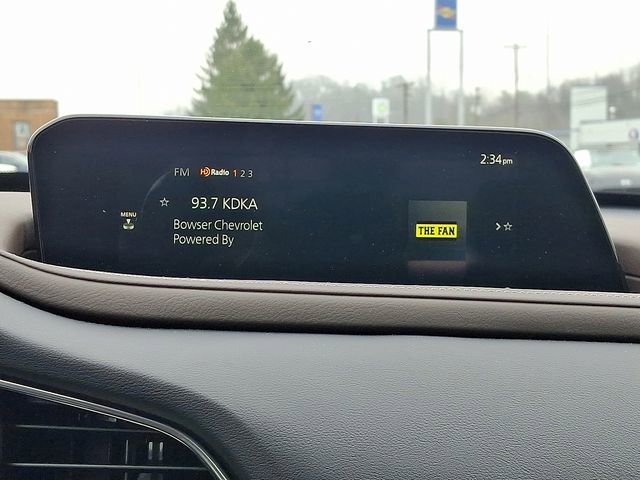 2:34pm
FM HD Radio 1 2 3
93.7 KDKA
MENU
Bowser Chevrolet
Powered By
THE FAN